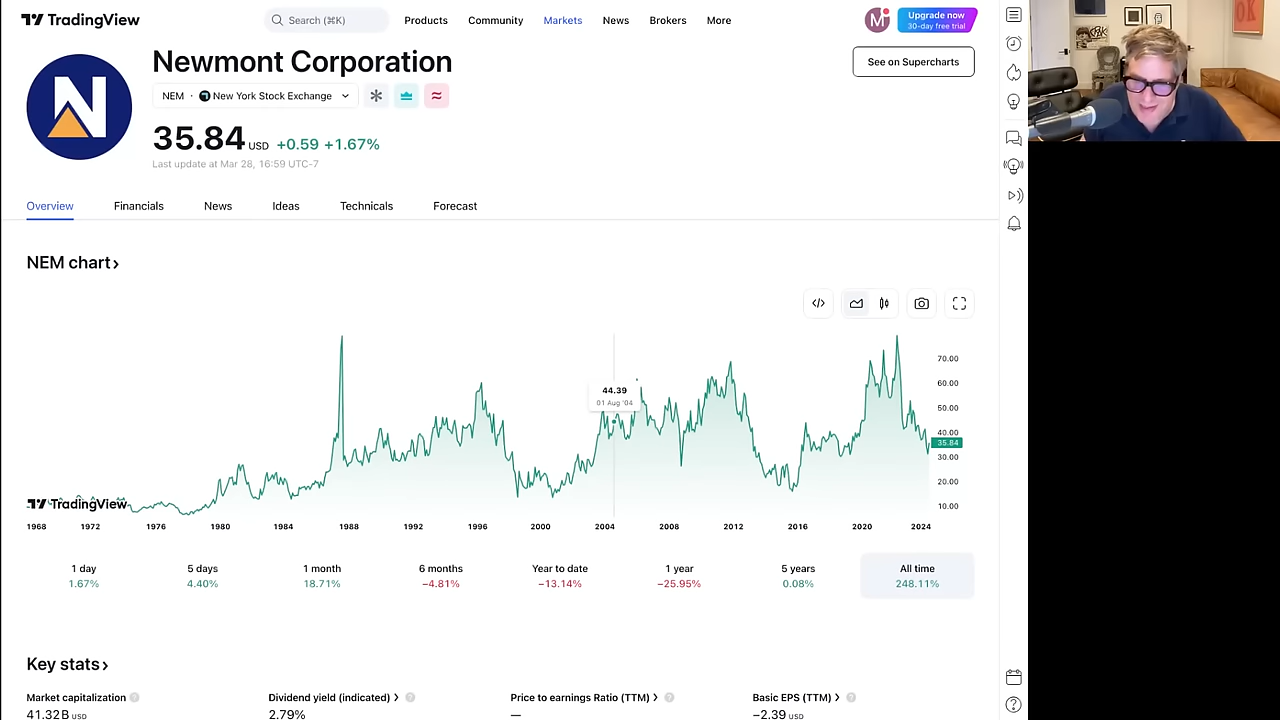 TradingView
Search (⌘K)
Products
Community
Markets
News
Brokers
More
M
Upgrade now
30-day free trial
N
Newmont Corporation
See on Supercharts
NEM · New York Stock Exchange
35.84 USD +0.59 +1.67%
Last update at Mar 28, 16:59 UTC-7
Overview
Financials
News
Ideas
Technicals
Forecast
NEM chart
70.00
60.00
50.00
40.00
35.84
30.00
20.00
10.00
44.39
01 Aug '04
TradingView
1968 1972 1976 1980 1984 1988 1992 1996 2000 2004 2008 2012 2016 2020 2024
1 day
1.67%
5 days
4.40%
1 month
18.71%
6 months
−4.81%
Year to date
−13.14%
1 year
−25.95%
5 years
0.08%
All time
248.11%
Key stats
Market capitalization
41.32B USD
Dividend yield (indicated)
2.79%
Price to earnings Ratio (TTM)
—
Basic EPS (TTM)
−2.39 USD
OK